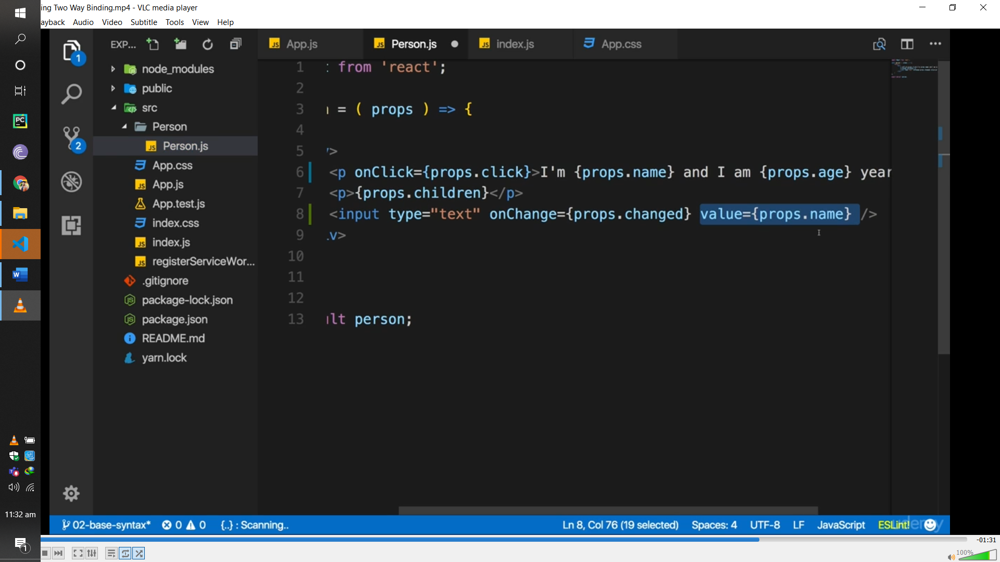 ing Two Way Binding.mp4 - VLC media player
ayback Audio Video Subtitle Tools View Help
EXP...
App.js
Person.js
index.js
App.css
node_modules
public
src
Person
Person.js
App.css
App.js
App.test.js
index.css
index.js
registerServiceWor...
.gitignore
package-lock.json
package.json
README.md
yarn.lock
1 from 'react';
2
3 = ( props ) => {
4
5 >
6 <p onClick={props.click}>I'm {props.name} and I am {props.age} year
7 <p>{props.children}</p>
8 <input type="text" onChange={props.changed} value={props.name} />
9 v>
10
11
12
13 lt person;
1
2
PC
W
11:32 am
1
02-base-syntax* 0 0 {..} : Scanning..
Ln 8, Col 76 (19 selected) Spaces: 4 UTF-8 LF JavaScript ESLint!
udemy
-01:31
100%